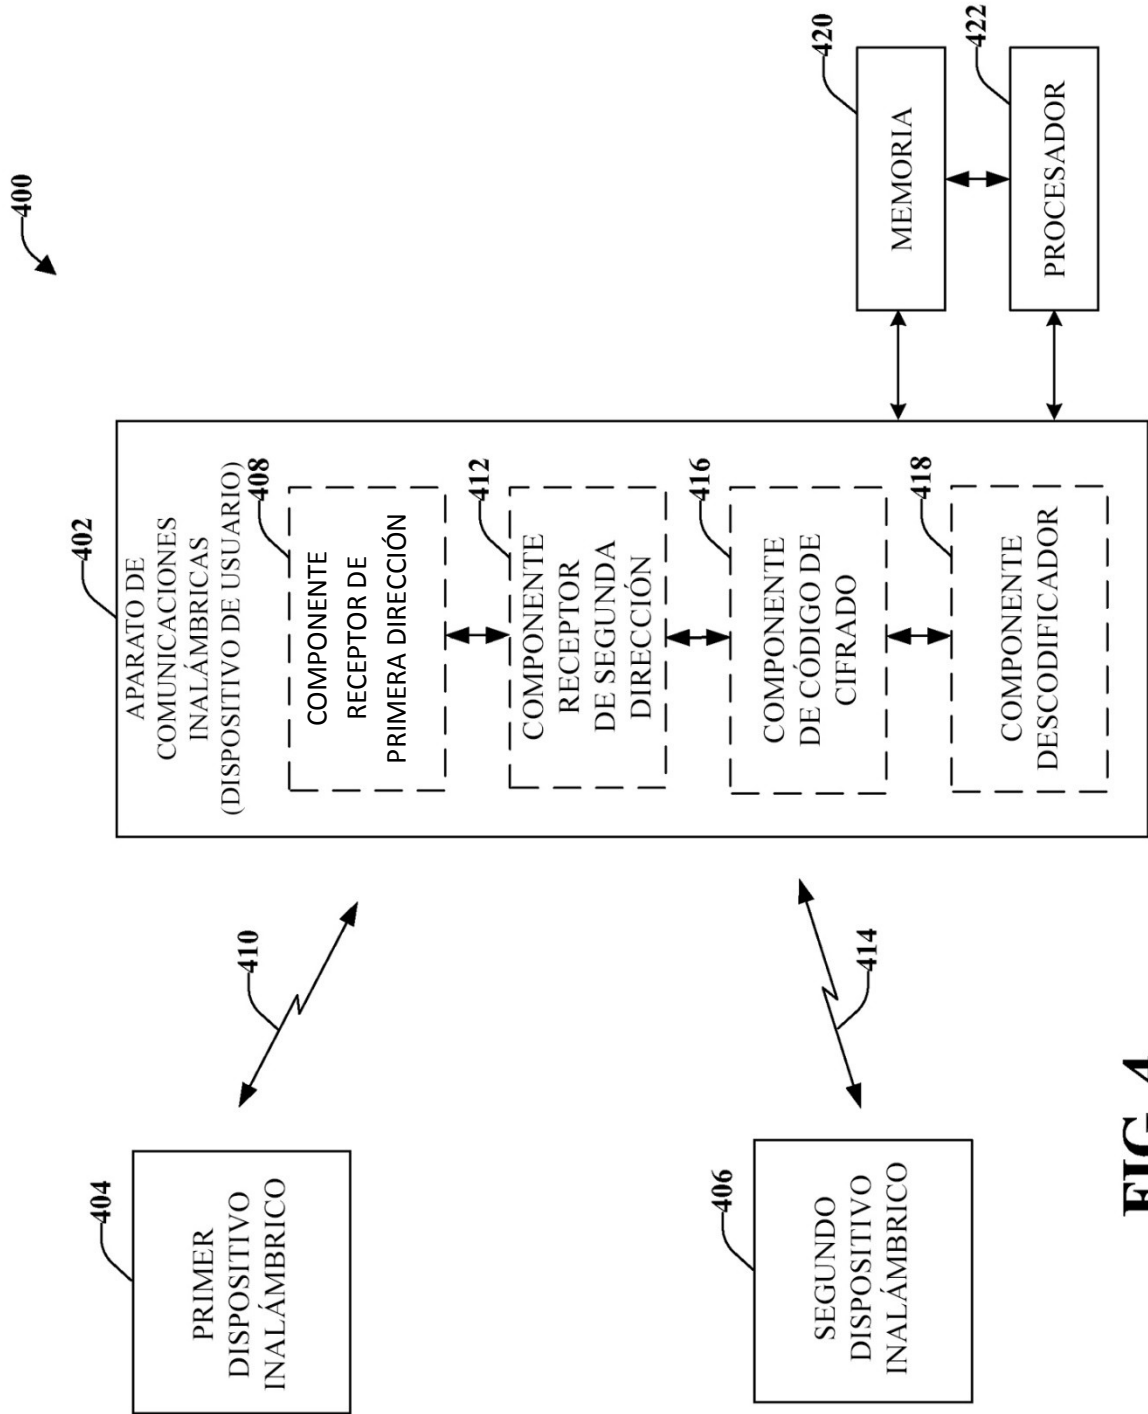 400
402
APARATO DE
COMUNICACIONES
INALÁMBRICAS
(DISPOSITIVO DE USUARIO)
404
PRIMER
DISPOSITIVO
INALÁMBRICO
410
408
COMPONENTE
RECEPTOR DE
PRIMERA DIRECCIÓN
412
COMPONENTE
RECEPTOR
DE SEGUNDA
DIRECCIÓN
406
SEGUNDO
DISPOSITIVO
INALÁMBRICO
414
416
COMPONENTE
DE CÓDIGO DE
CIFRADO
418
COMPONENTE
DESCODIFICADOR
420
MEMORIA
422
PROCESADOR
FIG. 4